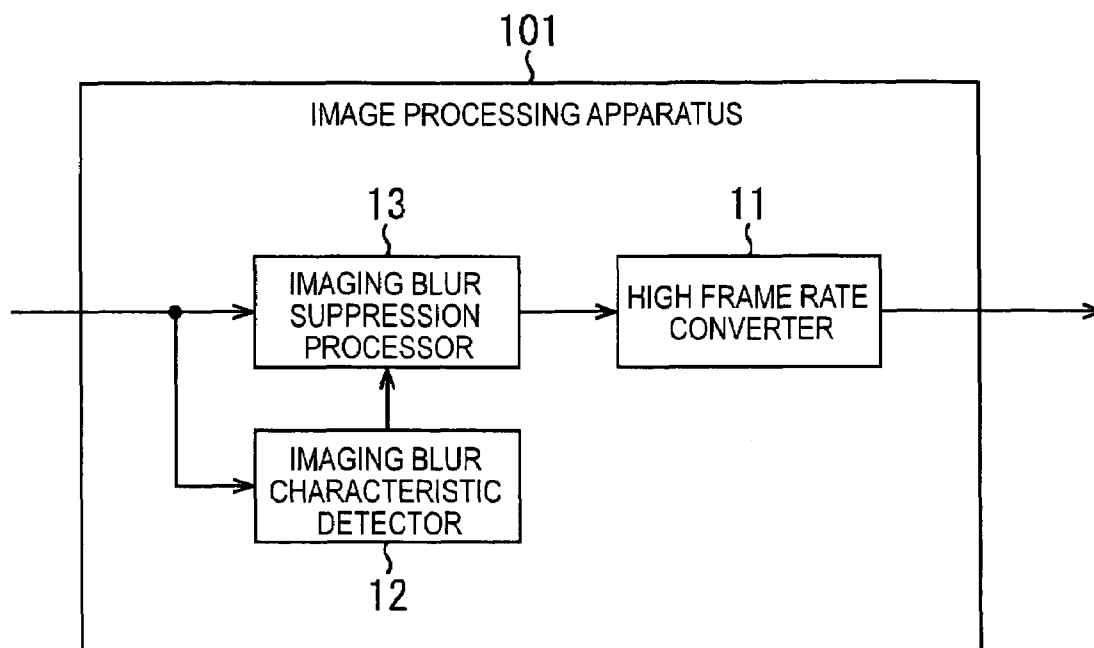 101
IMAGE PROCESSING APPARATUS
13
IMAGING BLUR
SUPPRESSION
PROCESSOR
11
HIGH FRAME RATE
CONVERTER
IMAGING BLUR
CHARACTERISTIC
DETECTOR
12